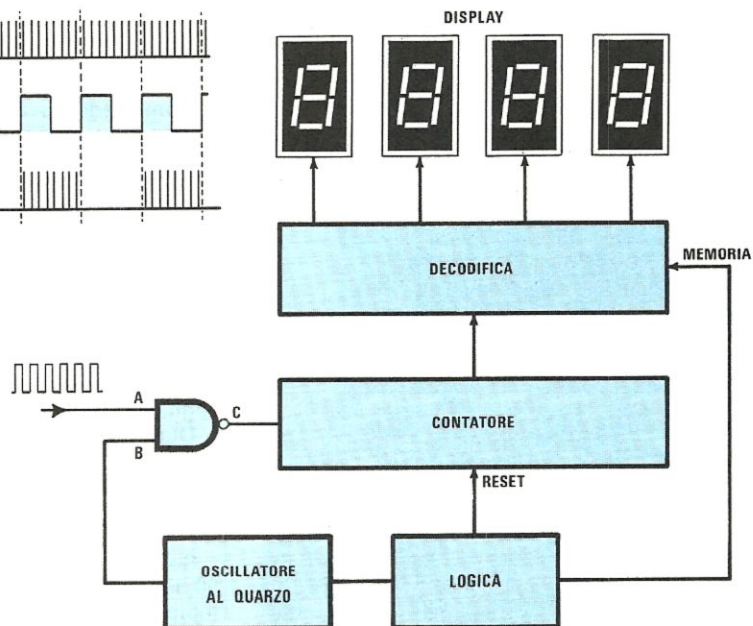 DISPLAY
MEMORIA
DECODIFICA
A
C
B
CONTATORE
RESET
OSCILLATORE
AL QUARZO
LOGICA